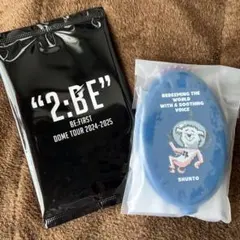 "2:BE"
BE:FIRST
DOME TOUR 2024-2025
REDEEMING THE
WORLD WITH
A SOOTHING
VOICE
SHUNTO